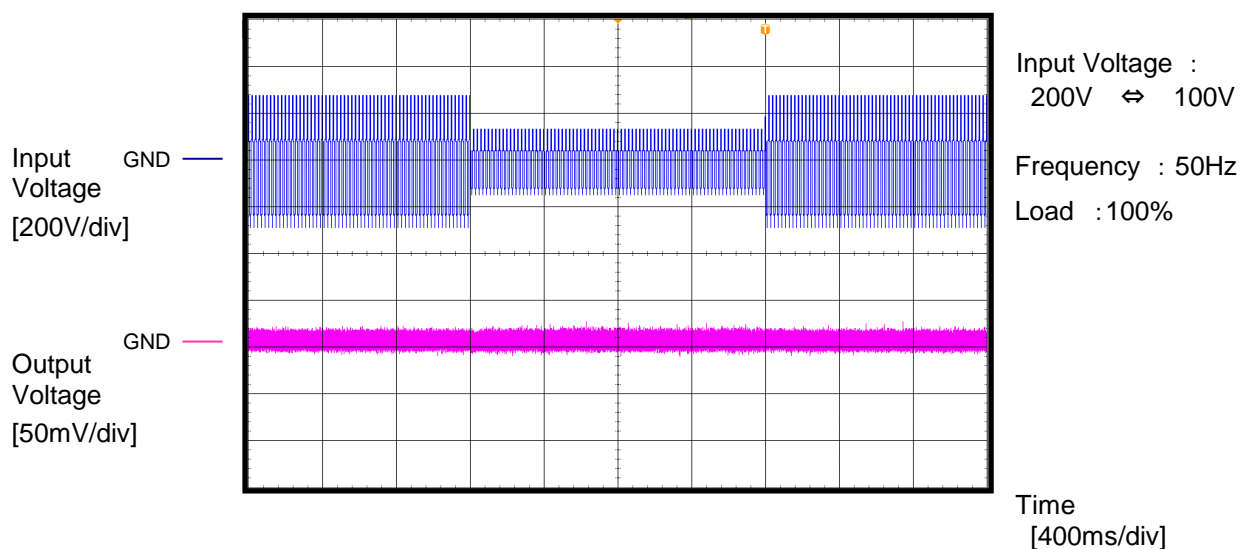 Input
Voltage
[200V/div]
GND
Output
Voltage
[50mV/div]
GND
T
Input Voltage :
200V ⇔ 100V
Frequency : 50Hz
Load :100%
Time
[400ms/div]